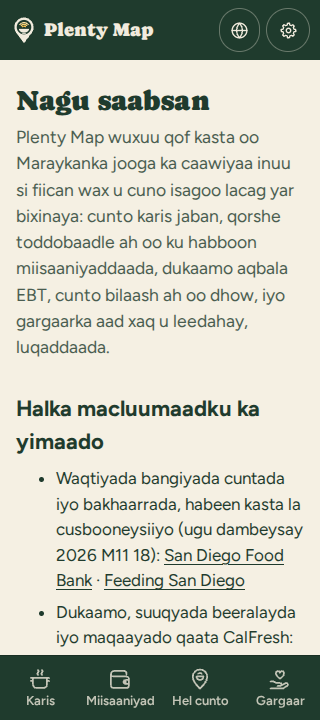 Plenty Map
Nagu saabsan
Plenty Map wuxuu qof kasta oo
Maraykanka jooga ka caawiyaa inuu
si fiican wax u cuno isagoo lacag yar
bixinaya: cunto karis jaban, qorshe
toddobaadle ah oo ku habboon
miisaaniyaddaada, dukaamo aqbala
EBT, cunto bilaash ah oo dhow, iyo
gargaarka aad xaq u leedahay,
luqaddaada.
Halka macluumaadku ka
yimaado
• Waqtiyada bangiyada cuntada
iyo bakhaarrada, habeen kasta la
cusbooneysiiyo (ugu dambeysay
2026 M11 18): San Diego Food
Bank · Feeding San Diego
• Dukaamo, suuqyada beeralayda
iyo maqaayado qaata CalFresh:
Karis
Miisaaniyad
Hel cunto
Gargaar